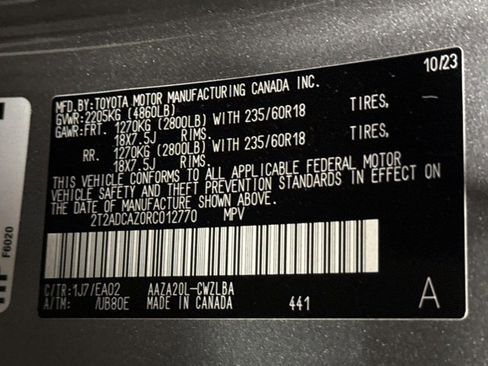 MFD.BY:TOYOTA MOTOR MANUFACTURING CANADA INC. 10/23
GVWR:2205KG (4860LB)
GAWR:FRT. 1270KG (2800LB) WITH 235/60R18 TIRES,
18X7.5J RIMS.
RR. 1270KG (2800LB) WITH 235/60R18 TIRES,
18X7.5J RIMS.
THIS VEHICLE CONFORMS TO ALL APPLICABLE FEDERAL MOTOR
VEHICLE SAFETY AND THEFT PREVENTION STANDARDS IN EFFECT ON
THE DATE OF MANUFACTURE SHOWN ABOVE.
2T2ADCAZ0RC012770 MPV
C/TR:1J7/EA02 AAZA20L-CWZLBA
A/TM: /UB80E MADE IN CANADA 441 A
F6020